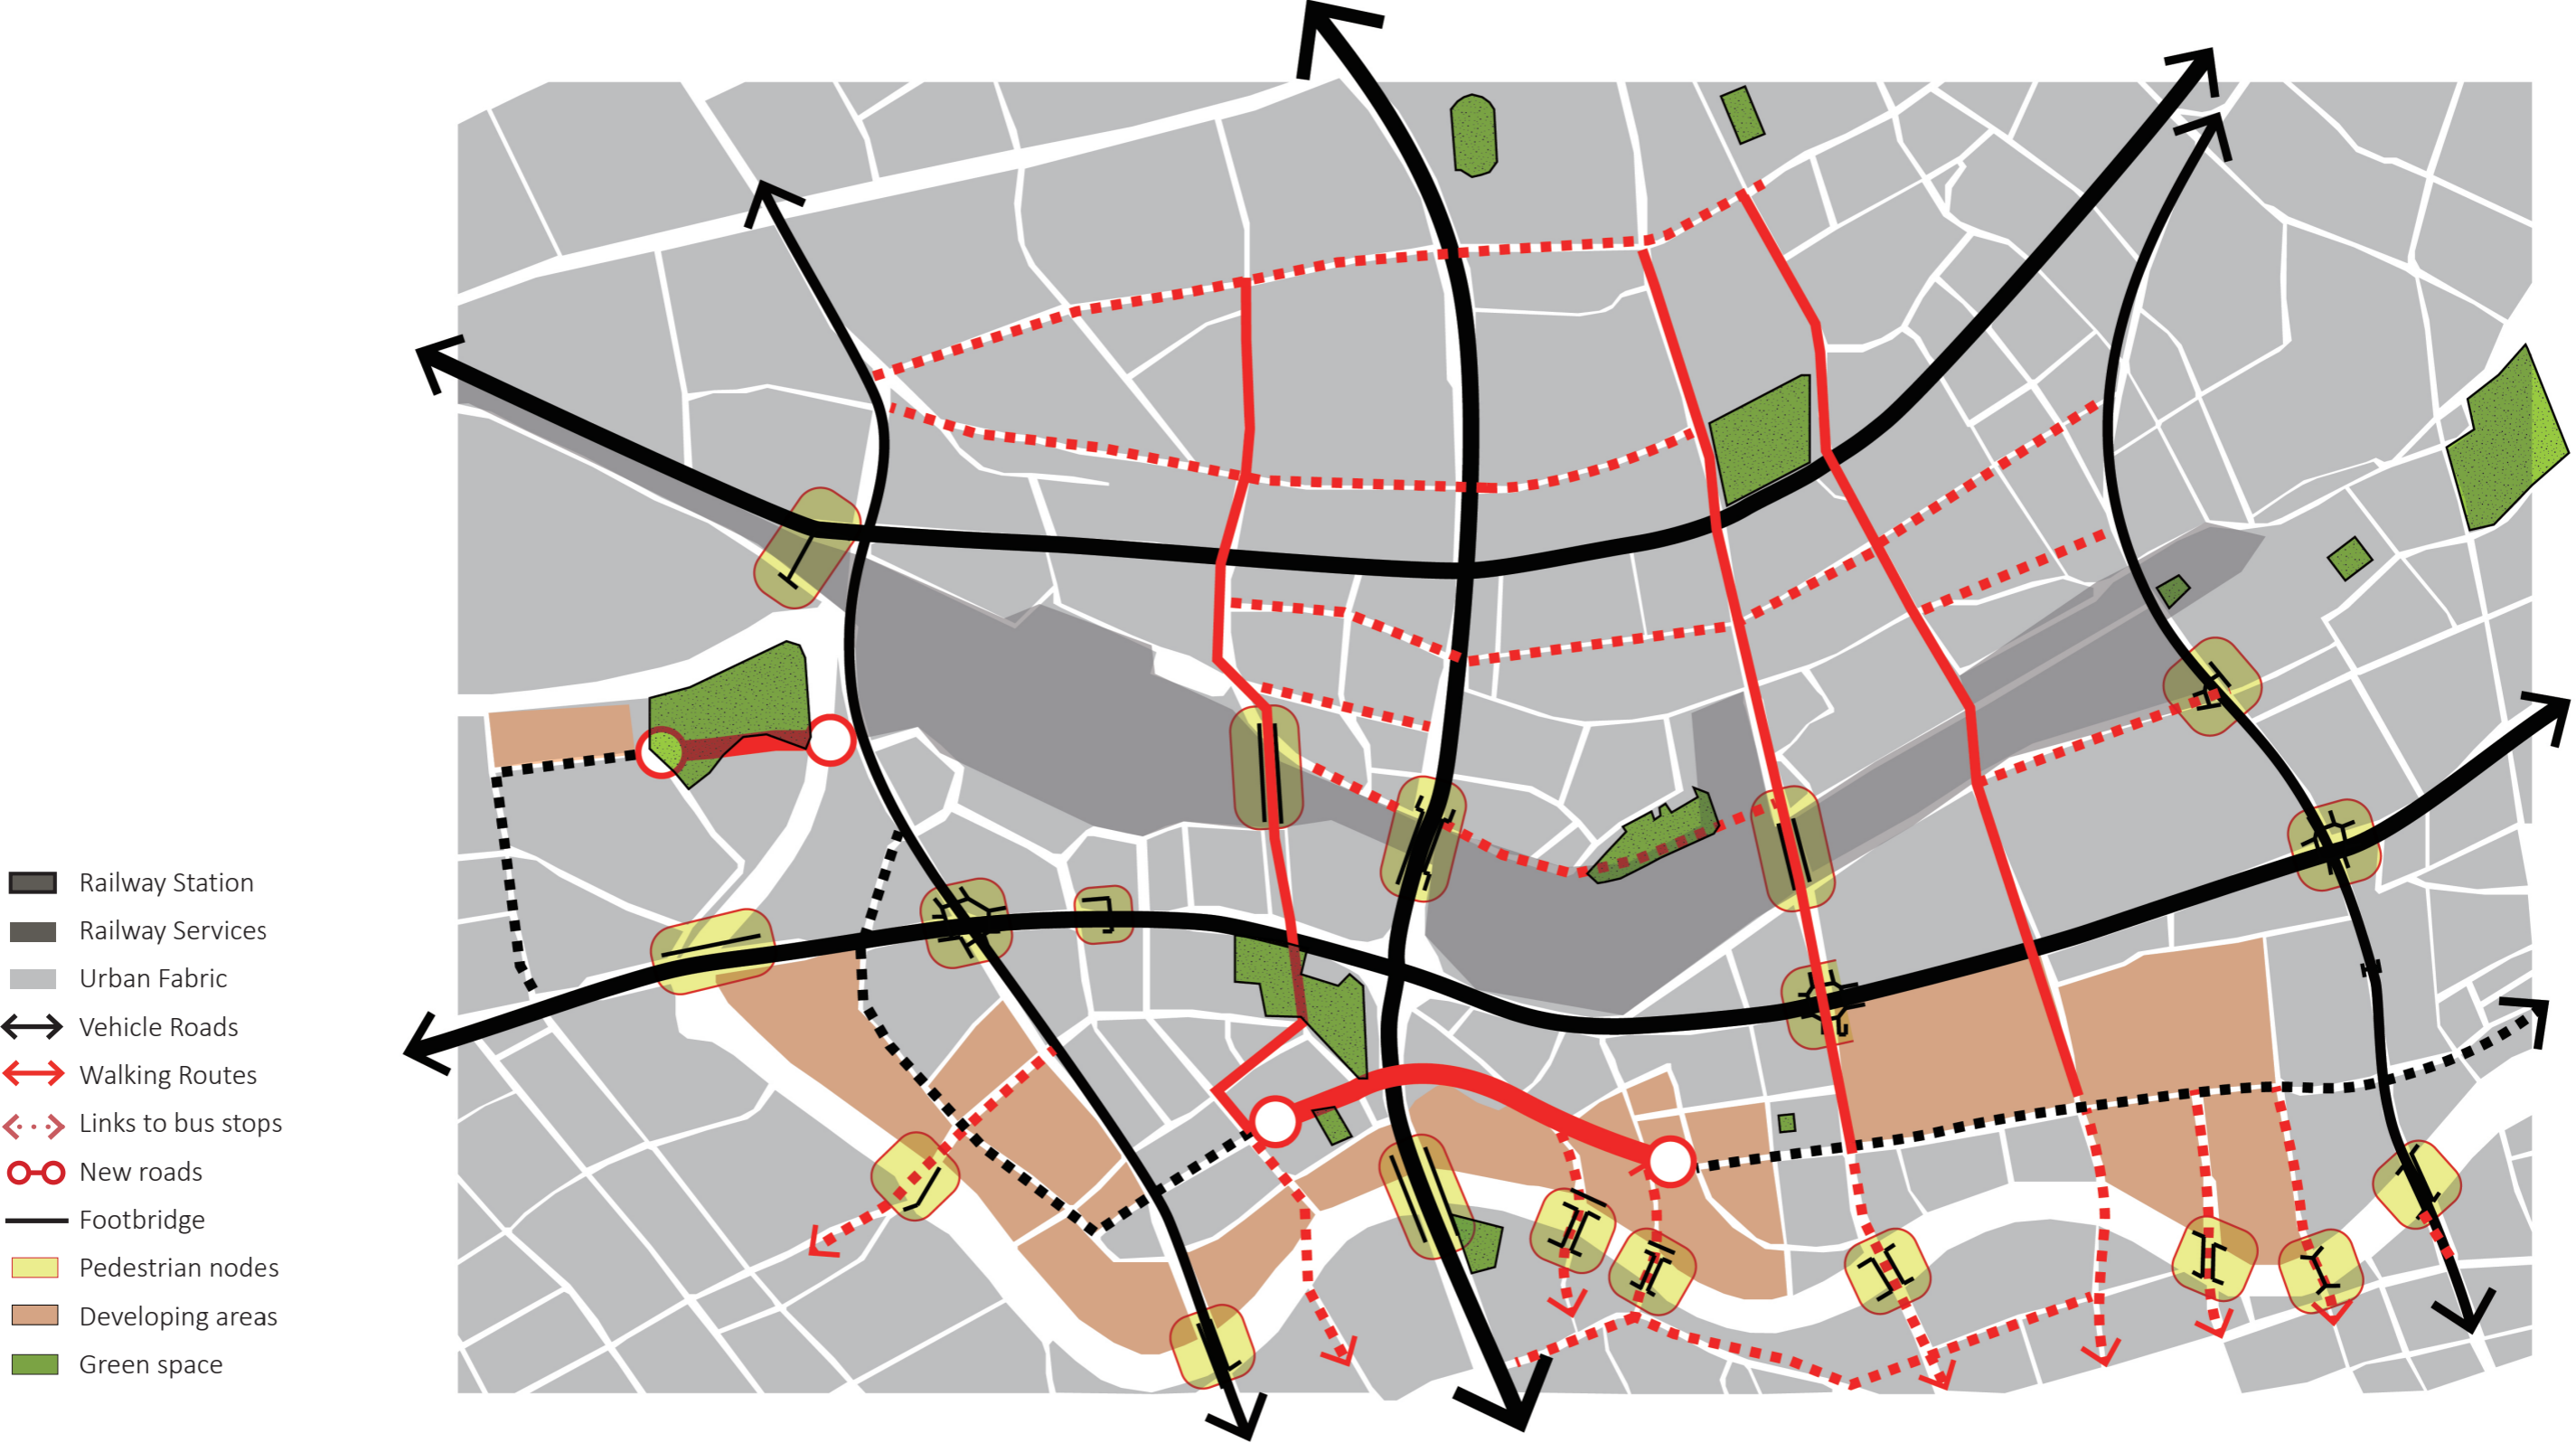 Railway Station
Railway Services
Urban Fabric
Vehicle Roads
Walking Routes
Links to bus stops
New roads
Footbridge
Pedestrian nodes
Developing areas
Green space